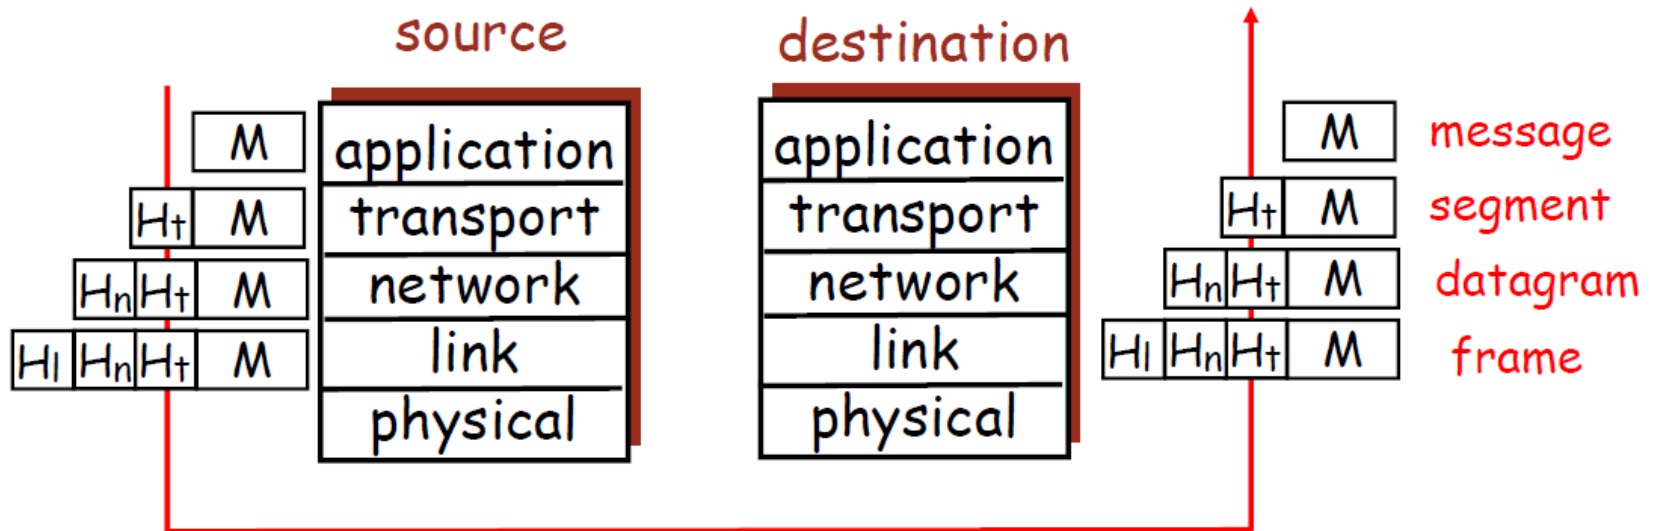 source
destination
M
application
application
M
message
Ht M
transport
transport
Ht M
segment
Hn Ht M
network
network
Hn Ht M
datagram
Hl Hn Ht M
link
link
Hl Hn Ht M
frame
physical
physical